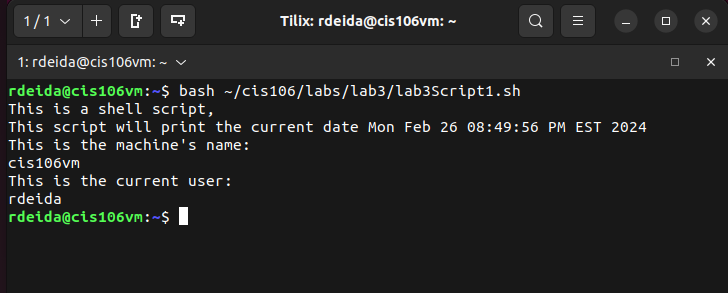 1 / 1
Tilix: rdeida@cis106vm: ~
1: rdeida@cis106vm: ~
rdeida@cis106vm:~$ bash ~/cis106/labs/lab3/lab3Script1.sh
This is a shell script,
This script will print the current date Mon Feb 26 08:49:56 PM EST 2024
This is the machine's name:
cis106vm
This is the current user:
rdeida
rdeida@cis106vm:~$